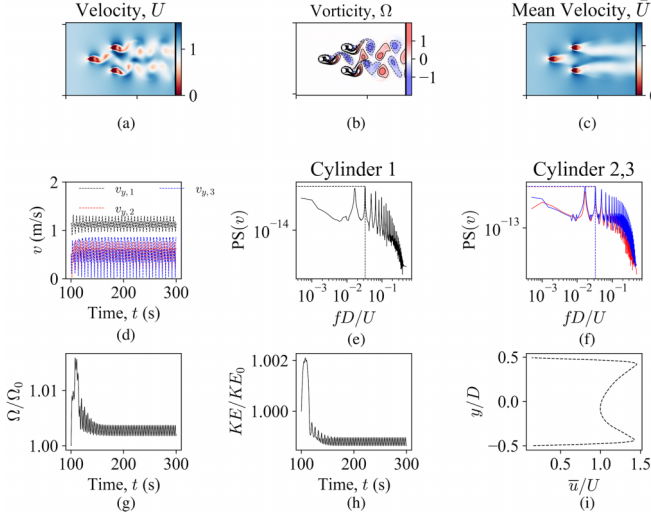 Velocity, U
Vorticity, Ω
Mean Velocity, Ū
1
0
2
1
0
−1
0
(a)
(b)
(c)
v (m/s)
2
1
0
v_{y,1}
v_{y,2}
v_{y,3}
100
200
300
Time, t (s)
(d)
Cylinder 1
PS(v)
10^{−14}
10^{−3}
10^{−2}
10^{−1}
fD/U
(e)
Cylinder 2,3
PS(v)
10^{−13}
10^{−3}
10^{−2}
10^{−1}
fD/U
(f)
Ω/Ω_0
1.01
1.00
100
200
300
Time, t (s)
(g)
KE/KE_0
1.002
1.000
100
200
300
Time, t (s)
(h)
y/D
0.5
0.0
−0.5
0.5
1.0
1.5
u̅/U
(i)